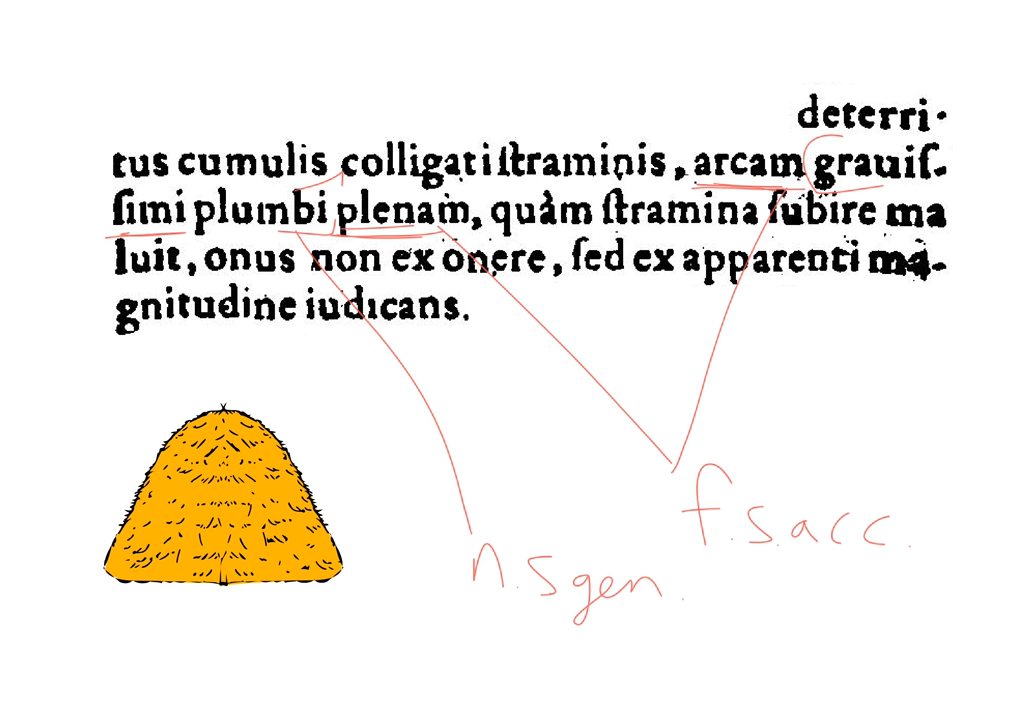 deterri-
tus cumulis colligati ſtraminis, arcam grauiſ-
ſimi plumbi plenam, quàm ſtramina ſubire ma
luit, onus non ex onere, ſed ex apparenti ma-
gnitudine iudicans.
f.s.acc.
n.s gen.